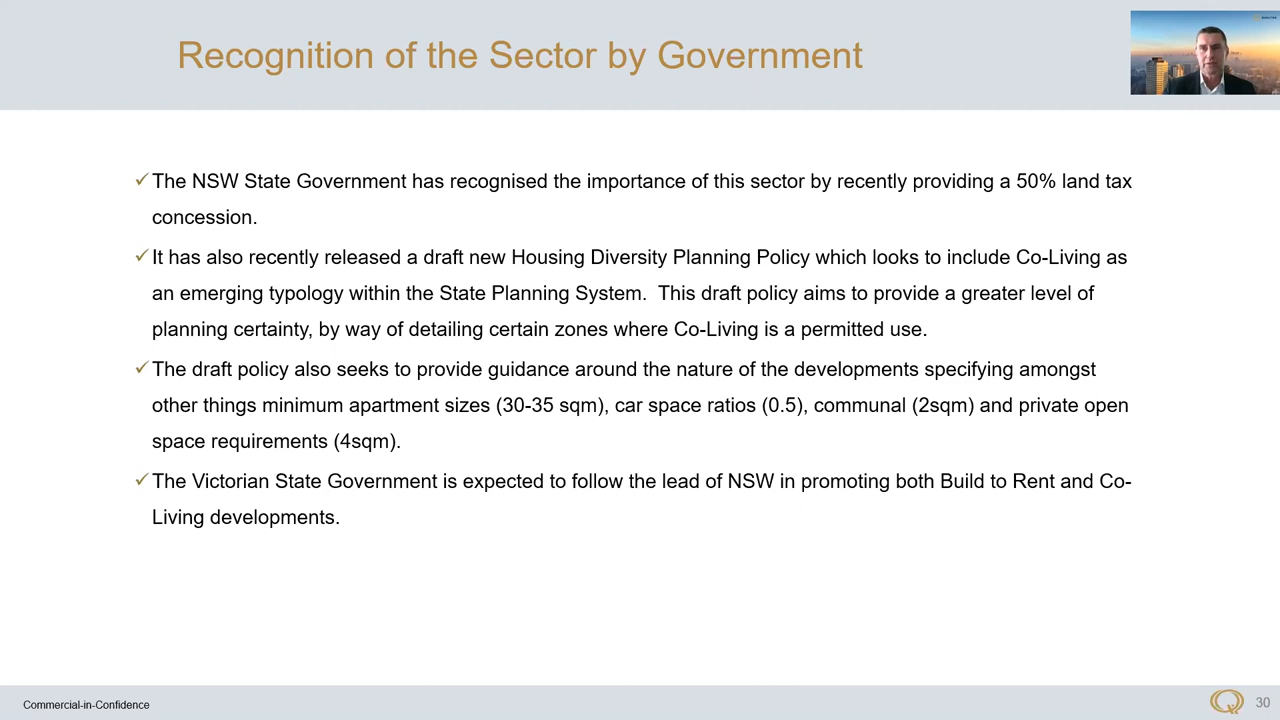 Recognition of the Sector by Government
✓The NSW State Government has recognised the importance of this sector by recently providing a 50% land tax
concession.
✓It has also recently released a draft new Housing Diversity Planning Policy which looks to include Co-Living as
an emerging typology within the State Planning System.  This draft policy aims to provide a greater level of
planning certainty, by way of detailing certain zones where Co-Living is a permitted use.
✓The draft policy also seeks to provide guidance around the nature of the developments specifying amongst
other things minimum apartment sizes (30-35 sqm), car space ratios (0.5), communal (2sqm) and private open
space requirements (4sqm).
✓The Victorian State Government is expected to follow the lead of NSW in promoting both Build to Rent and Co-
Living developments.
Commercial-in-Confidence
Q
30